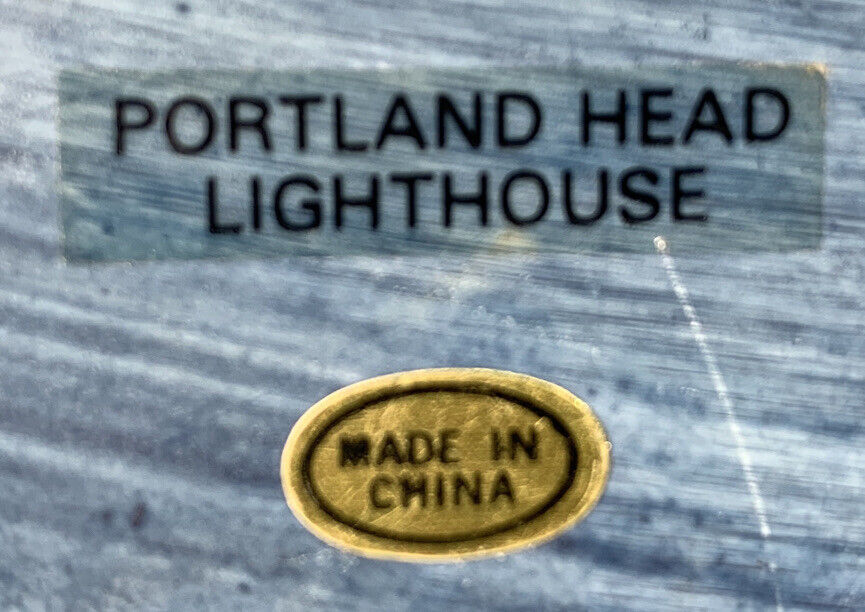 PORTLAND HEAD
LIGHTHOUSE
MADE IN
CHINA